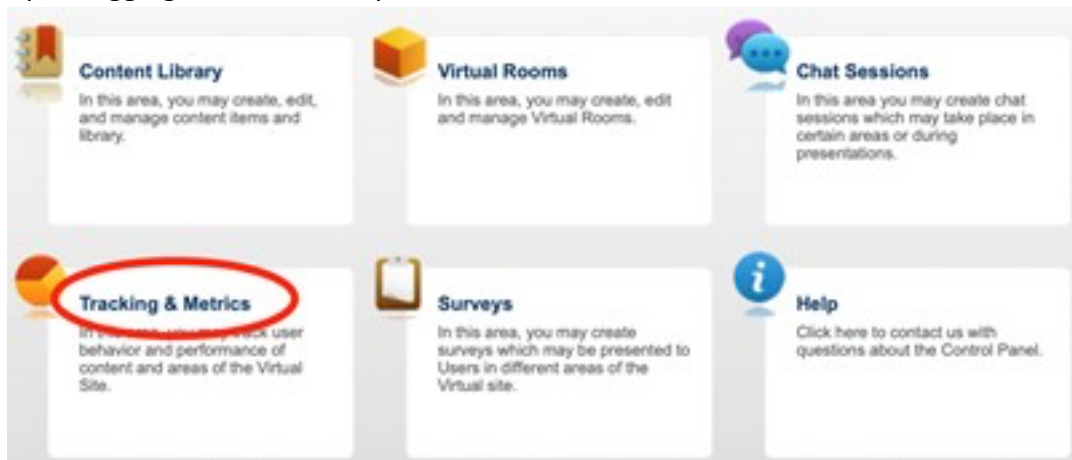 Content Library
In this area, you may create, edit,
and manage content items and
library.
Virtual Rooms
In this area, you may create, edit
and manage Virtual Rooms.
Chat Sessions
In this area you may create chat
sessions which may take place in
certain areas or during
presentations.
Tracking & Metrics
In this area, you may track user
behavior and performance of
content and areas of the Virtual
Site.
Surveys
In this area, you may create
surveys which may be presented to
Users in different areas of the
Virtual site.
Help
Click here to contact us with
questions about the Control Panel.